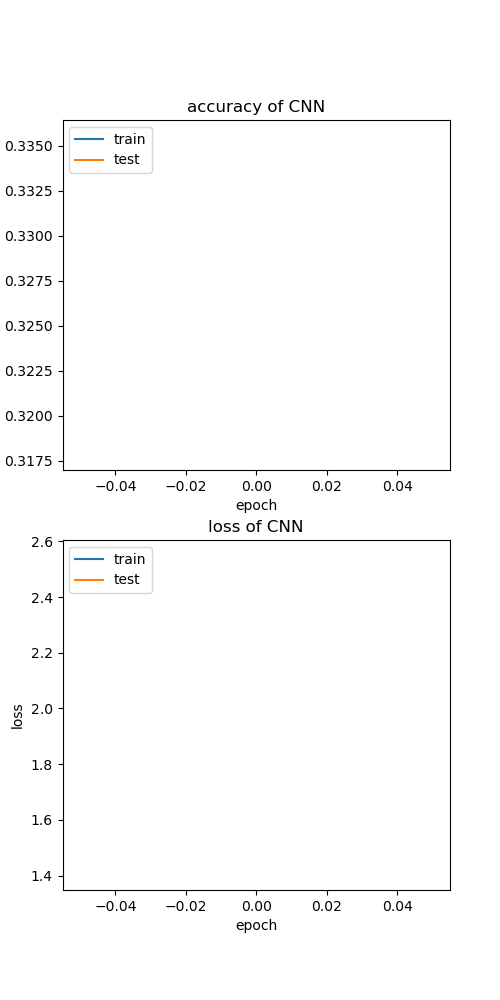 accuracy of CNN
train
test
0.3350
0.3325
0.3300
0.3275
0.3250
0.3225
0.3200
0.3175
−0.04 −0.02 0.00 0.02 0.04
epoch
loss of CNN
train
test
2.6
2.4
2.2
2.0
1.8
1.6
1.4
loss
−0.04 −0.02 0.00 0.02 0.04
epoch